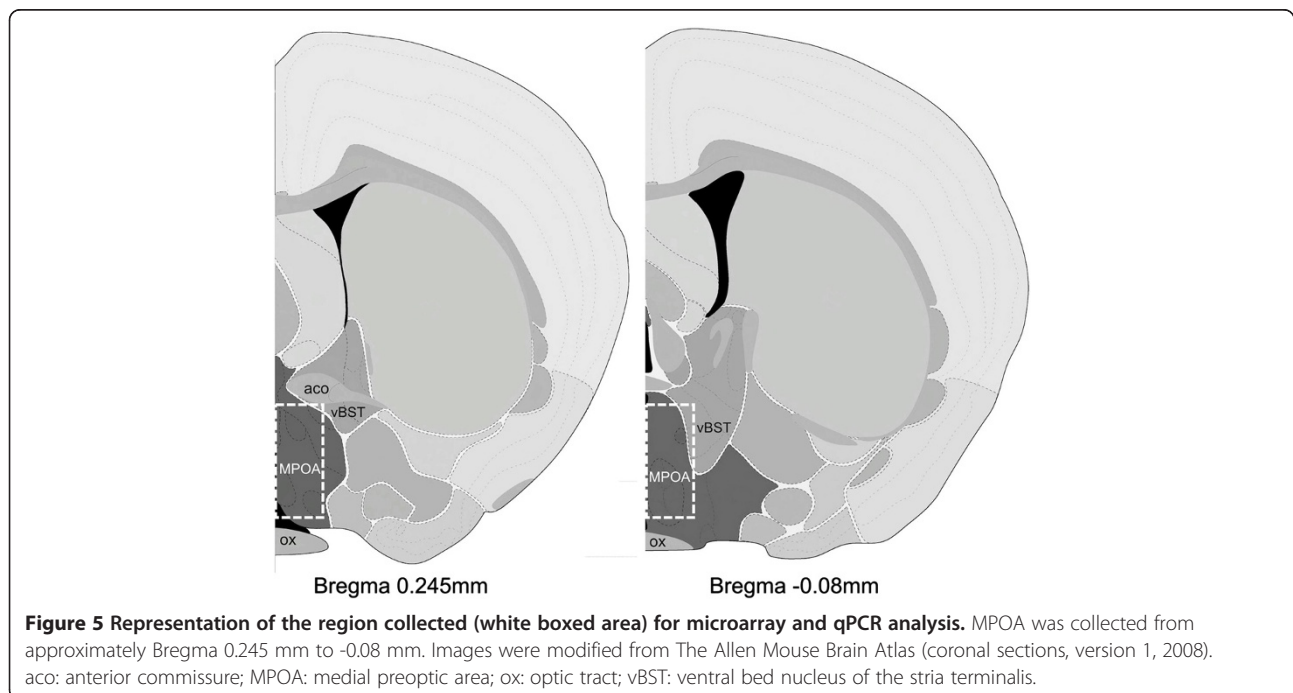 aco
vBST
MPOA
ox
Bregma 0.245mm
vBST
MPOA
ox
Bregma -0.08mm
Figure 5 Representation of the region collected (white boxed area) for microarray and qPCR analysis. MPOA was collected from
approximately Bregma 0.245 mm to -0.08 mm. Images were modified from The Allen Mouse Brain Atlas (coronal sections, version 1, 2008).
aco: anterior commissure; MPOA: medial preoptic area; ox: optic tract; vBST: ventral bed nucleus of the stria terminalis.